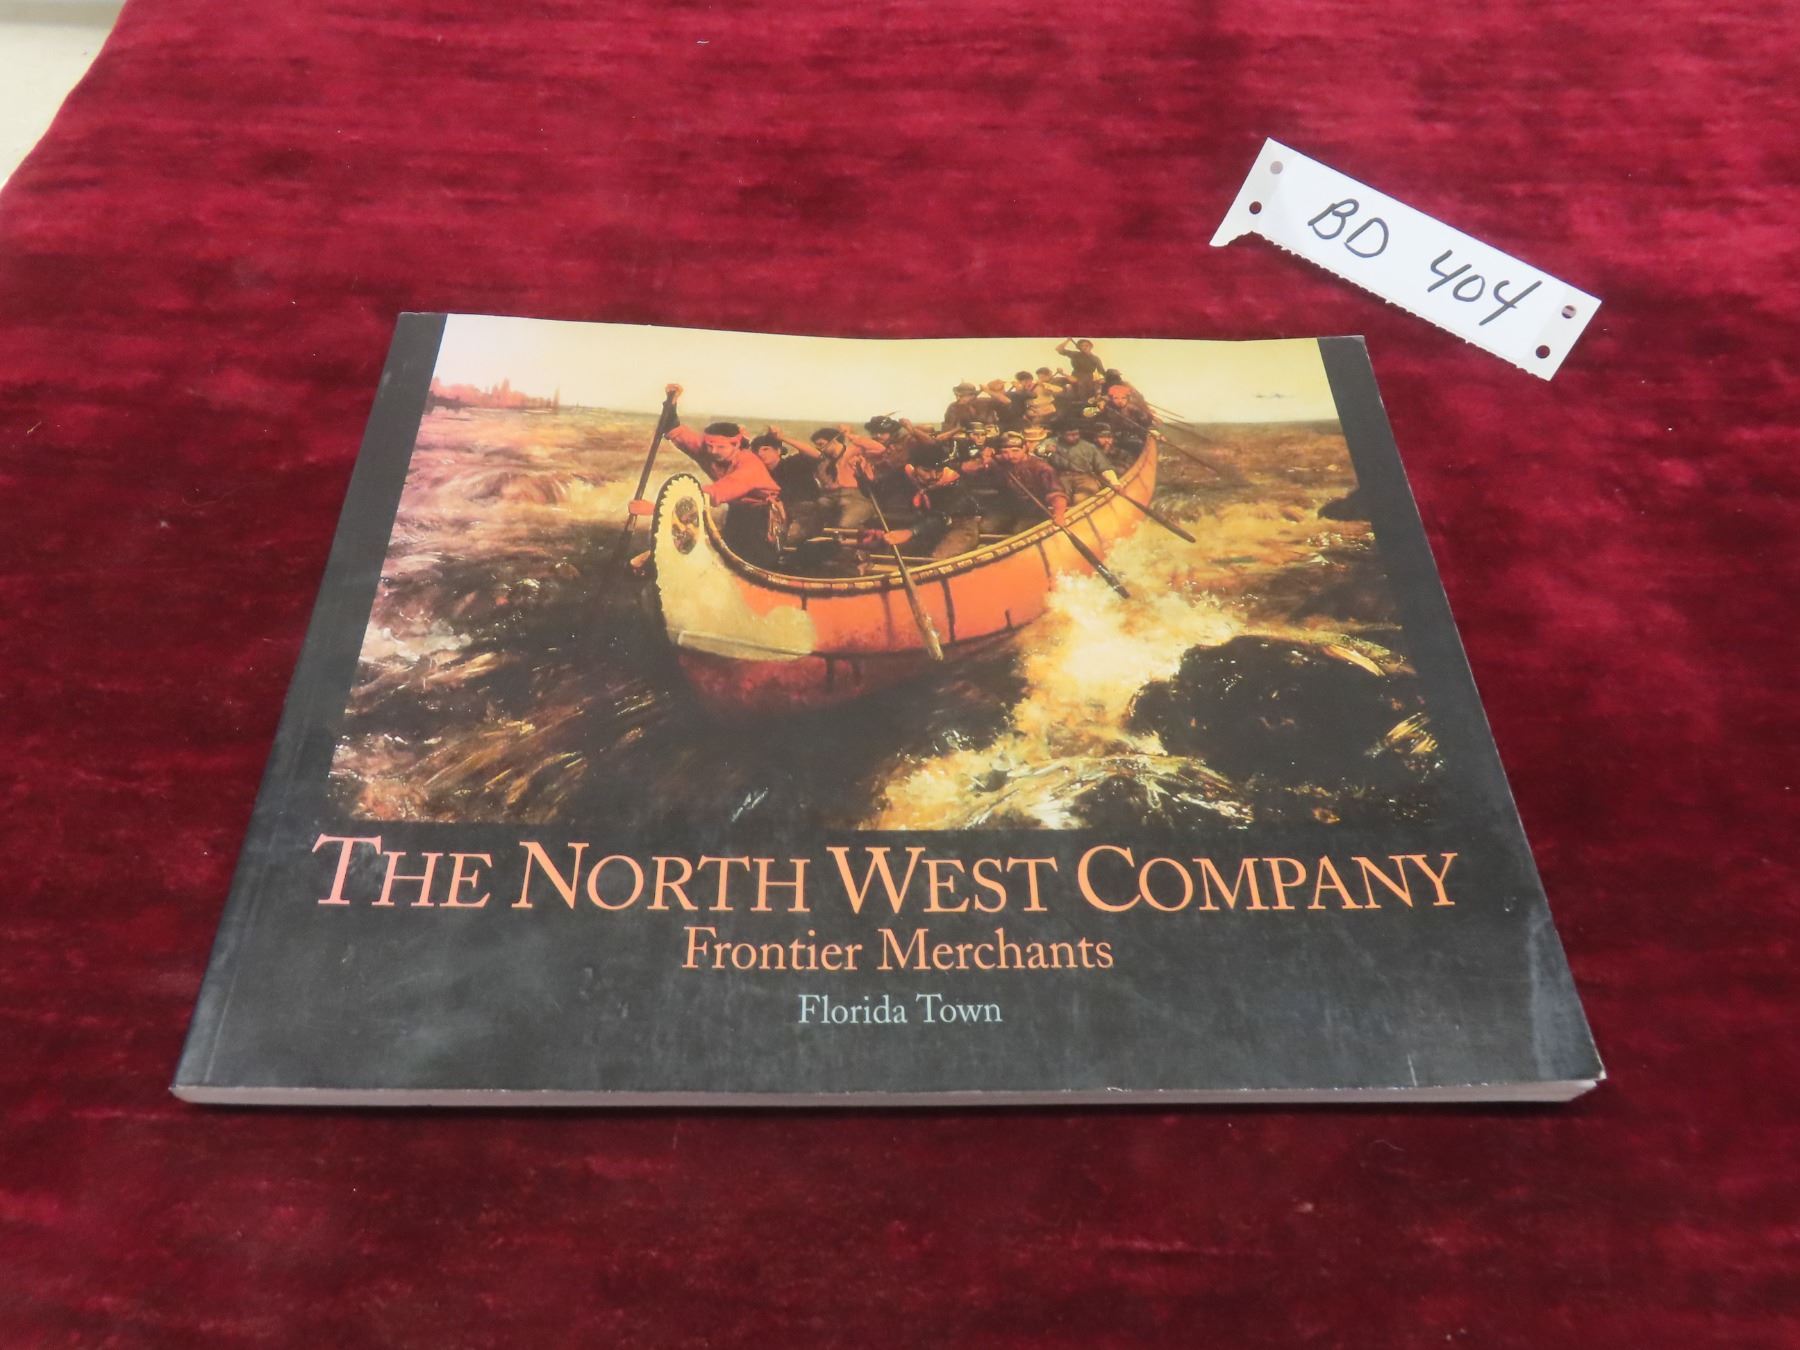 BD 404
THE NORTH WEST COMPANY
Frontier Merchants
Florida Town